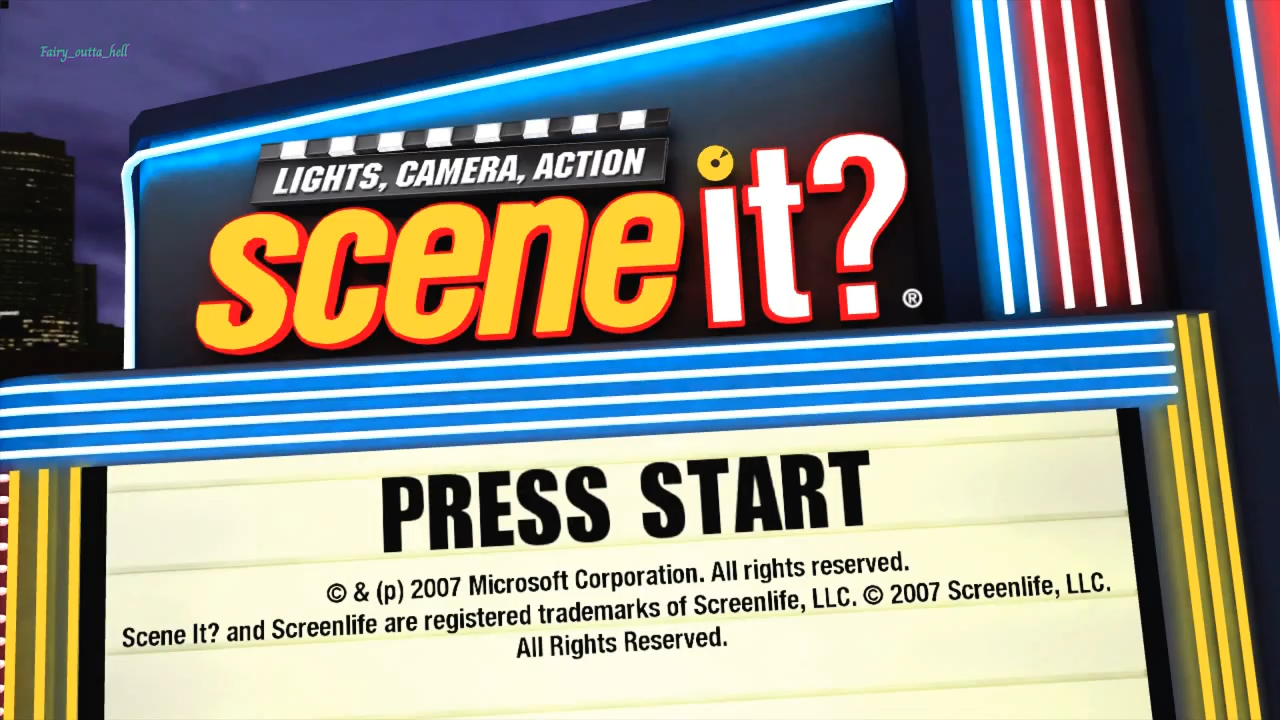 Fairy_outta_hell
LIGHTS, CAMERA, ACTION
scene it?
®
PRESS START
© & (p) 2007 Microsoft Corporation. All rights reserved.
Scene It? and Screenlife are registered trademarks of Screenlife, LLC. © 2007 Screenlife, LLC.
All Rights Reserved.